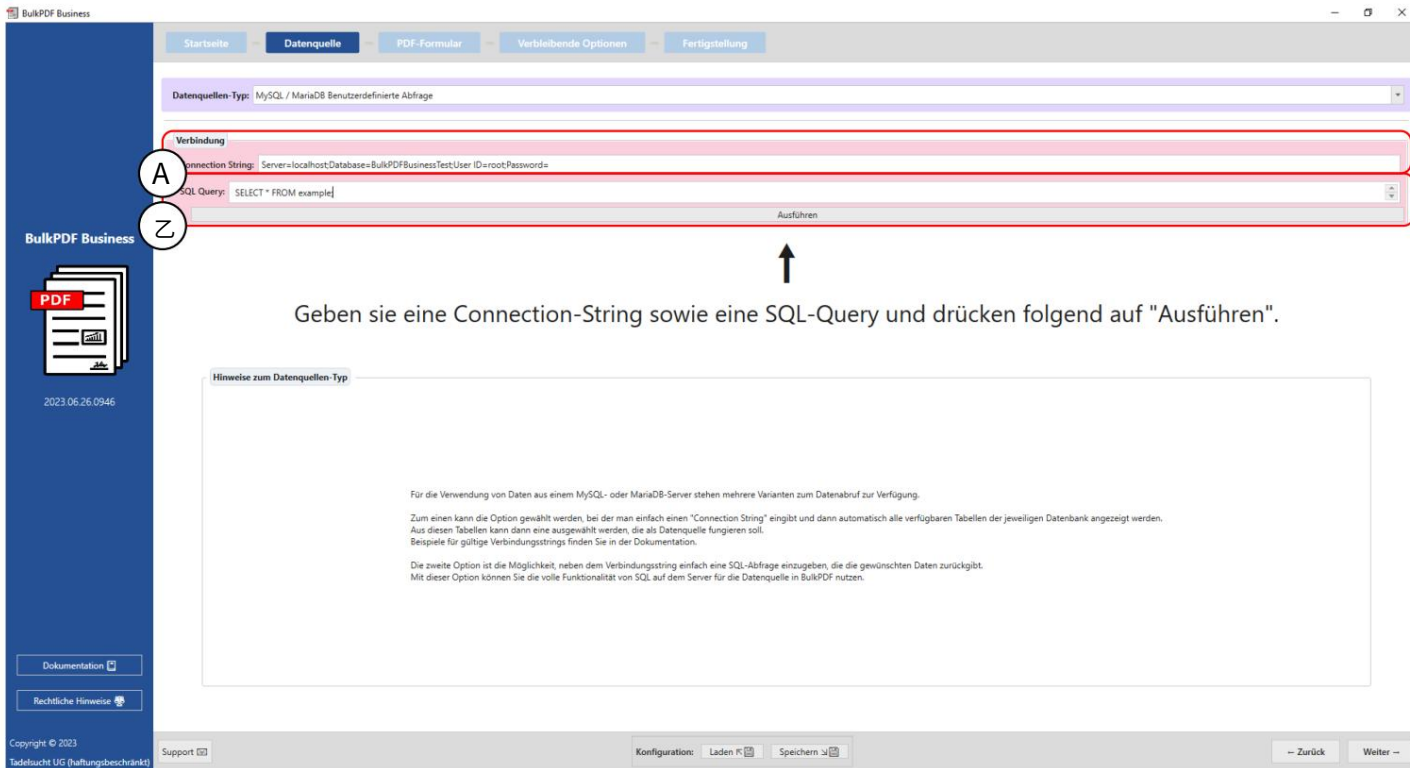 BulkPDF Business
Startseite
Datenquelle
PDF-Formular
Verbleibende Optionen
Fertigstellung
Datenquellen-Typ: MySQL / MariaDB Benutzerdefinierte Abfrage
Verbindung
A
onnection String: Server=localhost;Database=BulkPDFBusinessTest;User ID=root;Password=
SQL Query: SELECT * FROM example;
乙
Ausführen
BulkPDF Business
PDF
2023.06.26.0946
Geben sie eine Connection-String sowie eine SQL-Query und drücken folgend auf "Ausführen".
Hinweise zum Datenquellen-Typ
Für die Verwendung von Daten aus einem MySQL- oder MariaDB-Server stehen mehrere Varianten zum Datenabruf zur Verfügung.
Zum einen kann die Option gewählt werden, bei der man einfach einen "Connection String" eingibt und dann automatisch alle verfügbaren Tabellen der jeweiligen Datenbank angezeigt werden.
Aus diesen Tabellen kann dann eine ausgewählt werden, die als Datenquelle fungieren soll.
Beispiele für gültige Verbindungsstrings finden Sie in der Dokumentation.
Die zweite Option ist die Möglichkeit, neben dem Verbindungsstring einfach eine SQL-Abfrage einzugeben, die die gewünschten Daten zurückgibt.
Mit dieser Option können Sie die volle Funktionalität von SQL auf dem Server für die Datenquelle in BulkPDF nutzen.
Dokumentation
Rechtliche Hinweise
Copyright © 2023
Tadelsucht UG (haftungsbeschränkt)
Support
Konfiguration: Laden Speichern
← Zurück
Weiter →